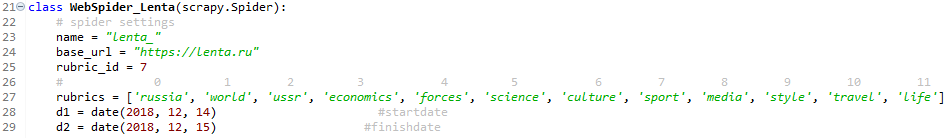 21 class WebSpider_Lenta(scrapy.Spider):
22     # spider settings
23     name = "lenta_"
24     base_url = "https://lenta.ru"
25     rubric_id = 7
26     #             0         1        2         3            4         5          6          7        8        9        10        11
27     rubrics = ['russia', 'world', 'ussr', 'economics', 'forces', 'science', 'culture', 'sport', 'media', 'style', 'travel', 'life']
28     d1 = date(2018, 12, 14)                      #startdate
29     d2 = date(2018, 12, 15)                    #finishdate